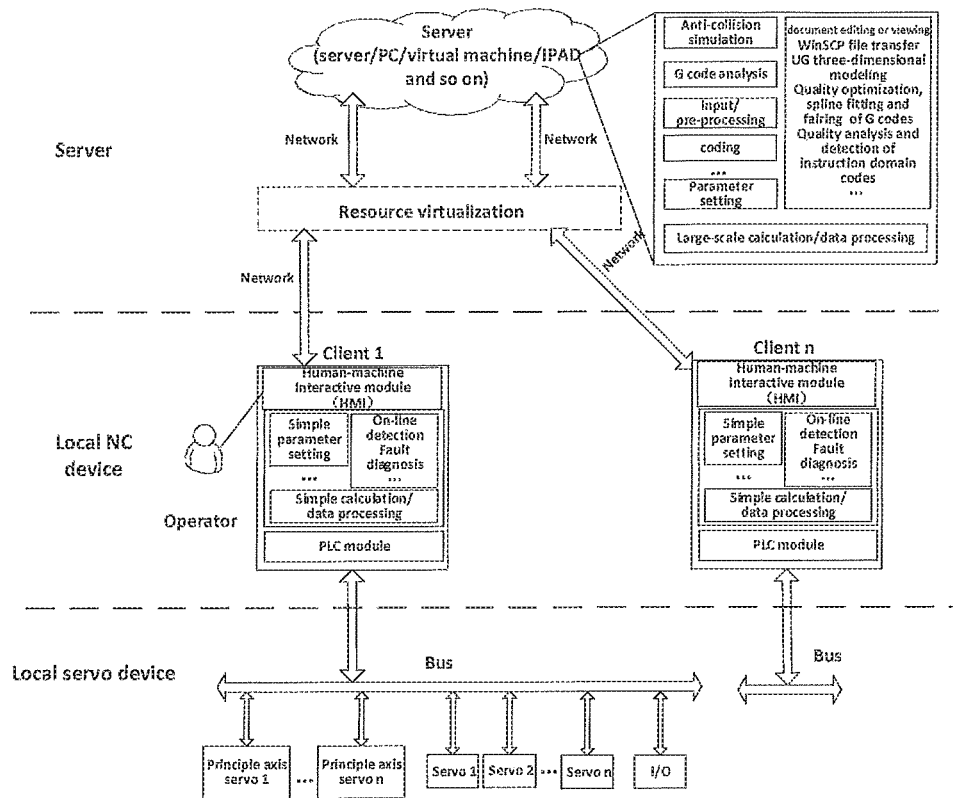 Server
(server/PC/virtual machine/IPAD
and so on)
Anti-collision
simulation
G code analysis
Input/
pre-processing
coding
...
Parameter
setting
document editing or viewing
WinSCP file transfer
UG three-dimensional
modeling
Quality optimization,
spline fitting and
fairing of G codes
Quality analysis and
detection of
instruction domain
codes
...
Large-scale calculation/data processing
Network
Network
Server
Resource virtualization
Network
Network
Client 1
Human-machine
interactive module
(HMI)
Simple
parameter
setting
...
On-line
detection
Fault
diagnosis
...
Simple calculation/
data processing
PLC module
Client n
Human-machine
interactive module
(HMI)
Simple
parameter
setting
...
On-line
detection
Fault
diagnosis
...
Simple calculation/
data processing
PLC module
Local NC
device
Operator
Local servo device
Bus
Bus
Principle axis
servo 1
...
Principle axis
servo n
Servo 1
Servo 2
...
Servo n
I/O